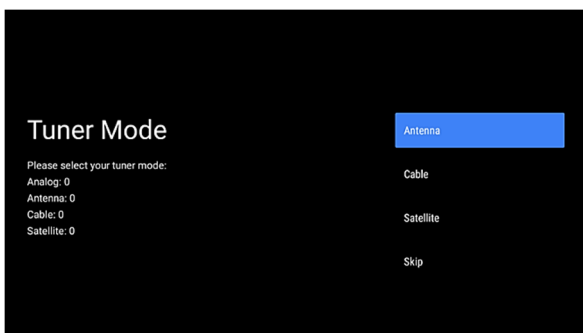 Tuner Mode
Please select your tuner mode:
Analog: 0
Antenna: 0
Cable: 0
Satellite: 0
Antenna
Cable
Satellite
Skip